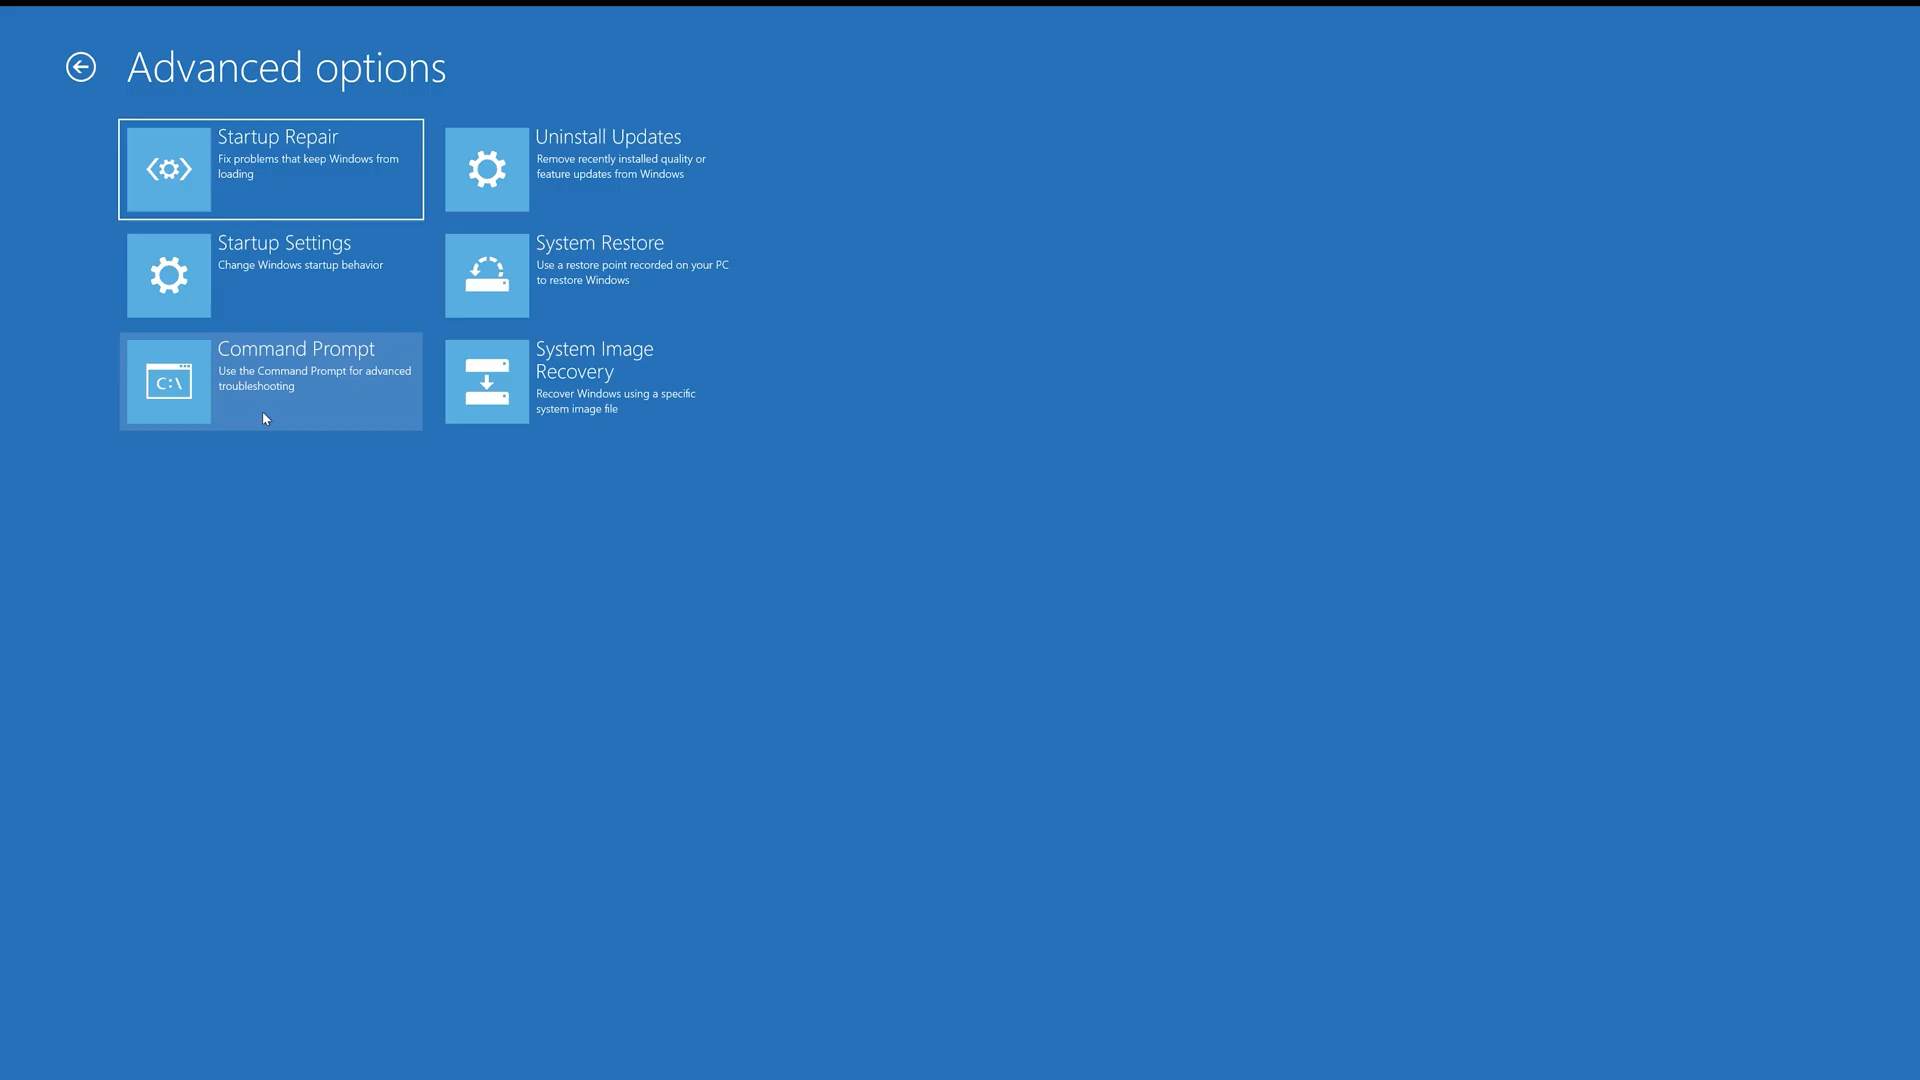 Advanced options
Startup Repair
Fix problems that keep Windows from
loading
Uninstall Updates
Remove recently installed quality or
feature updates from Windows
Startup Settings
Change Windows startup behavior
System Restore
Use a restore point recorded on your PC
to restore Windows
C:\
Command Prompt
Use the Command Prompt for advanced
troubleshooting
System Image
Recovery
Recover Windows using a specific
system image file